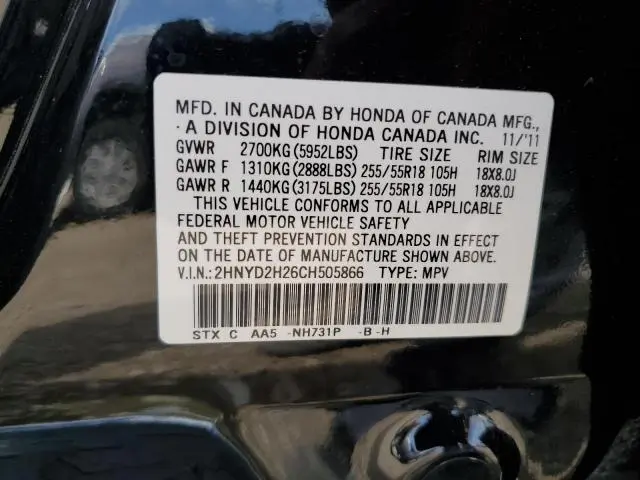 MFD. IN CANADA BY HONDA OF CANADA MFG.,
A DIVISION OF HONDA CANADA INC. 11/'11
GVWR 2700KG(5952LBS) TIRE SIZE RIM SIZE
GAWR F 1310KG(2888LBS) 255/55R18 105H 18X8.0J
GAWR R 1440KG(3175LBS) 255/55R18 105H 18X8.0J
THIS VEHICLE CONFORMS TO ALL APPLICABLE
FEDERAL MOTOR VEHICLE SAFETY
AND THEFT PREVENTION STANDARDS IN EFFECT
ON THE DATE OF MANUFACTURE SHOWN ABOVE.
V.I.N.: 2HNYD2H26CH505866 TYPE: MPV
STX C AA5 -NH731P -B -H